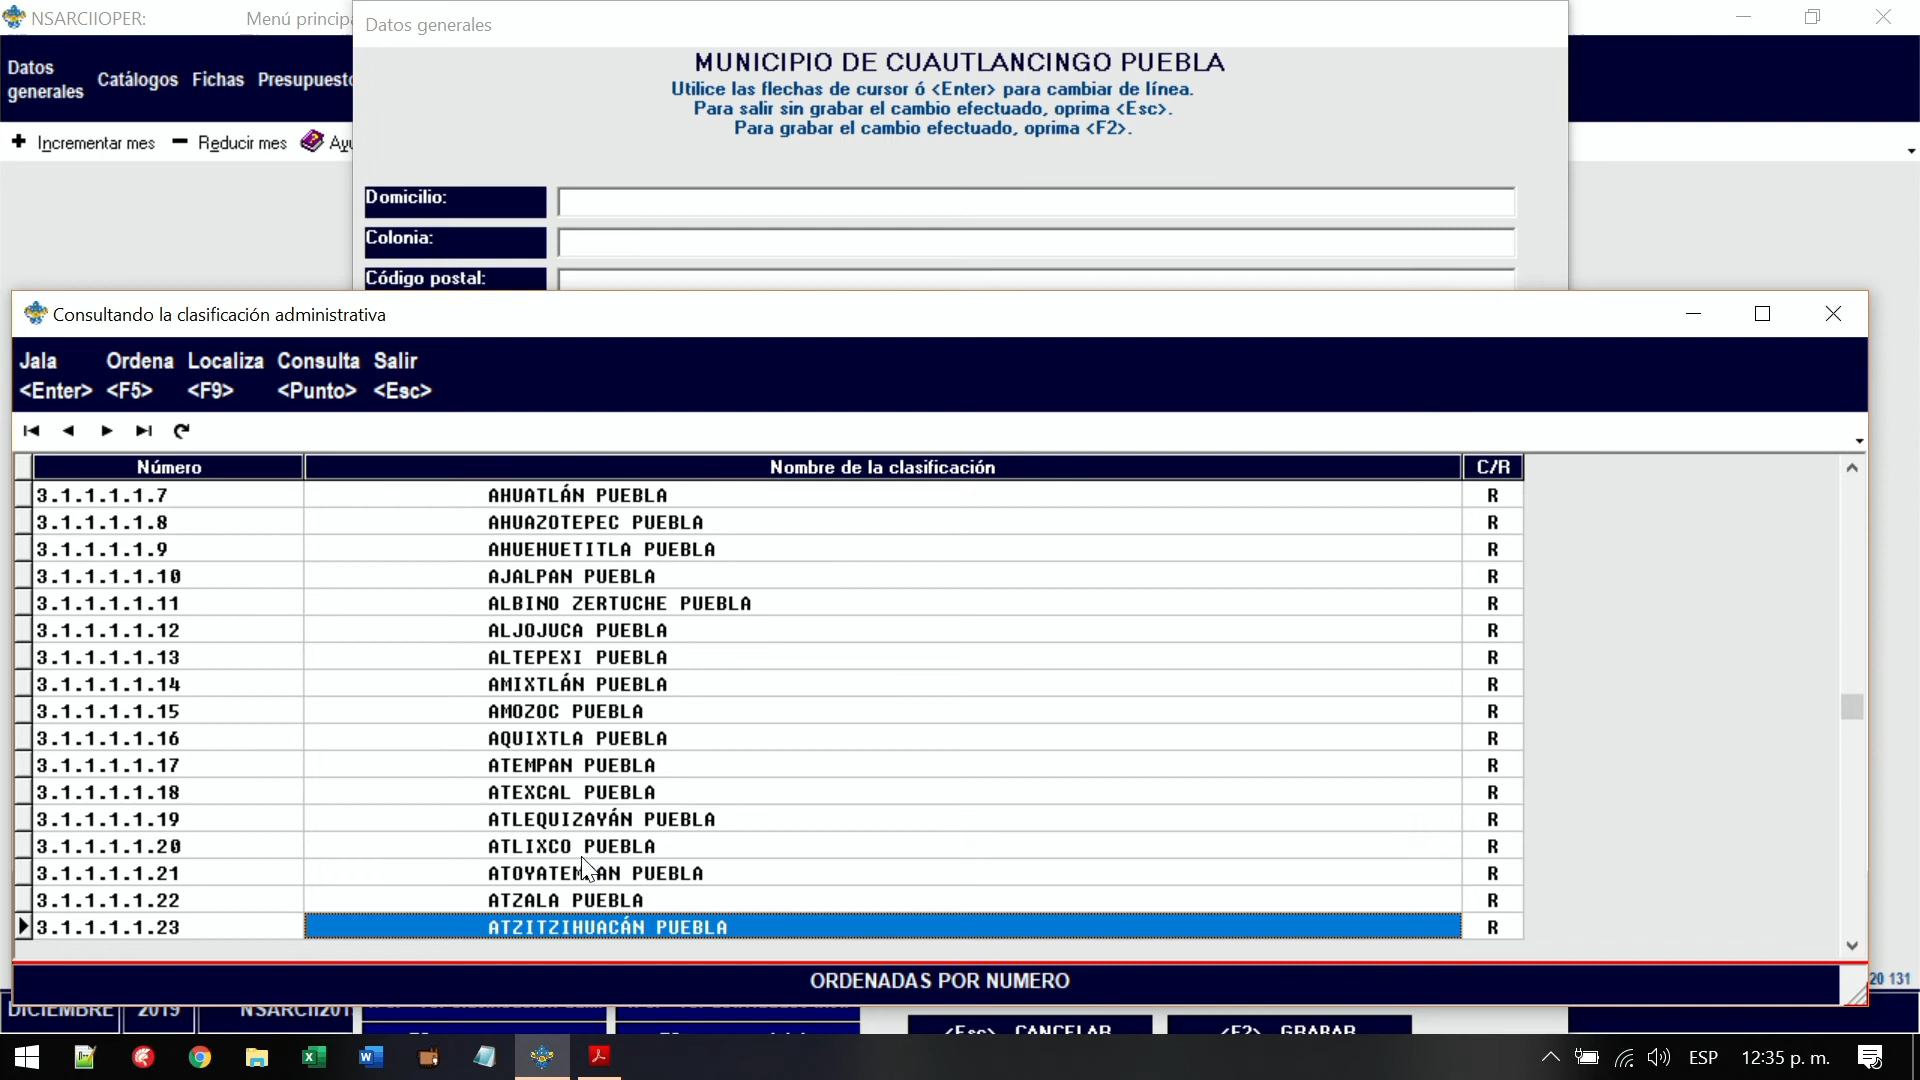 NSARCIIOPER:
Menú principa
Datos generales
Datos generales
Catálogos
Fichas
Presupuesto
Incrementar mes
Reducir mes
Ayu
MUNICIPIO DE CUAUTLANCINGO PUEBLA
Utilice las flechas de cursor ó <Enter> para cambiar de línea.
Para salir sin grabar el cambio efectuado, oprima <Esc>.
Para grabar el cambio efectuado, oprima <F2>.
Domicilio:
Colonia:
Código postal:
Consultando la clasificación administrativa
Jala <Enter>
Ordena <F5>
Localiza <F9>
Consulta <Punto>
Salir <Esc>
Número Nombre de la clasificación C/R
3.1.1.1.1.7 AHUATLÁN PUEBLA R
3.1.1.1.1.8 AHUAZOTEPEC PUEBLA R
3.1.1.1.1.9 AHUEHUETITLA PUEBLA R
3.1.1.1.1.10 AJALPAN PUEBLA R
3.1.1.1.1.11 ALBINO ZERTUCHE PUEBLA R
3.1.1.1.1.12 ALJOJUCA PUEBLA R
3.1.1.1.1.13 ALTEPEXI PUEBLA R
3.1.1.1.1.14 AMIXTLÁN PUEBLA R
3.1.1.1.1.15 AMOZOC PUEBLA R
3.1.1.1.1.16 AQUIXTLA PUEBLA R
3.1.1.1.1.17 ATEMPAN PUEBLA R
3.1.1.1.1.18 ATEXCAL PUEBLA R
3.1.1.1.1.19 ATLEQUIZAYÁN PUEBLA R
3.1.1.1.1.20 ATLIXCO PUEBLA R
3.1.1.1.1.21 ATOYATEMPAN PUEBLA R
3.1.1.1.1.22 ATZALA PUEBLA R
3.1.1.1.1.23 ATZITZIHUACÁN PUEBLA R
ORDENADAS POR NUMERO
20 131
DICIEMBRE 2019 NSARCII201
<Esc> CANCELAR <F2> GRABAR
ESP 12:35 p. m.